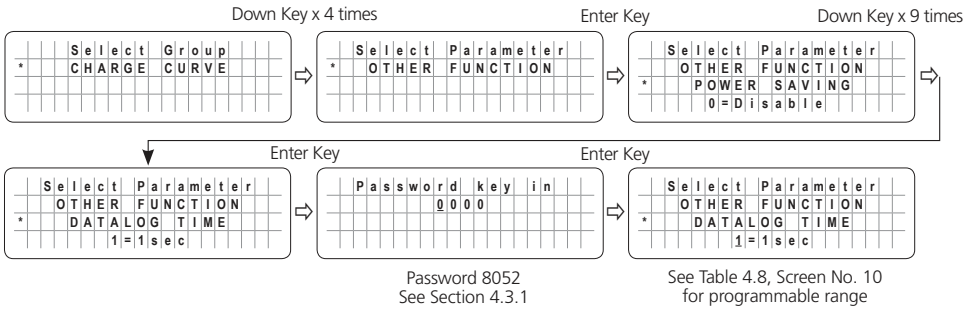 Down Key x 4 times
Enter Key
Down Key x 9 times
Select Group
* CHARGE CURVE
Select Parameter
* OTHER FUNCTION
Select Parameter
OTHER FUNCTION
* POWER SAVING
0=Disable
Enter Key
Enter Key
Select Parameter
OTHER FUNCTION
* DATALOG TIME
1=1sec
Password key in
0000
Select Parameter
OTHER FUNCTION
* DATALOG TIME
1=1sec
Password 8052
See Section 4.3.1
See Table 4.8, Screen No. 10
for programmable range